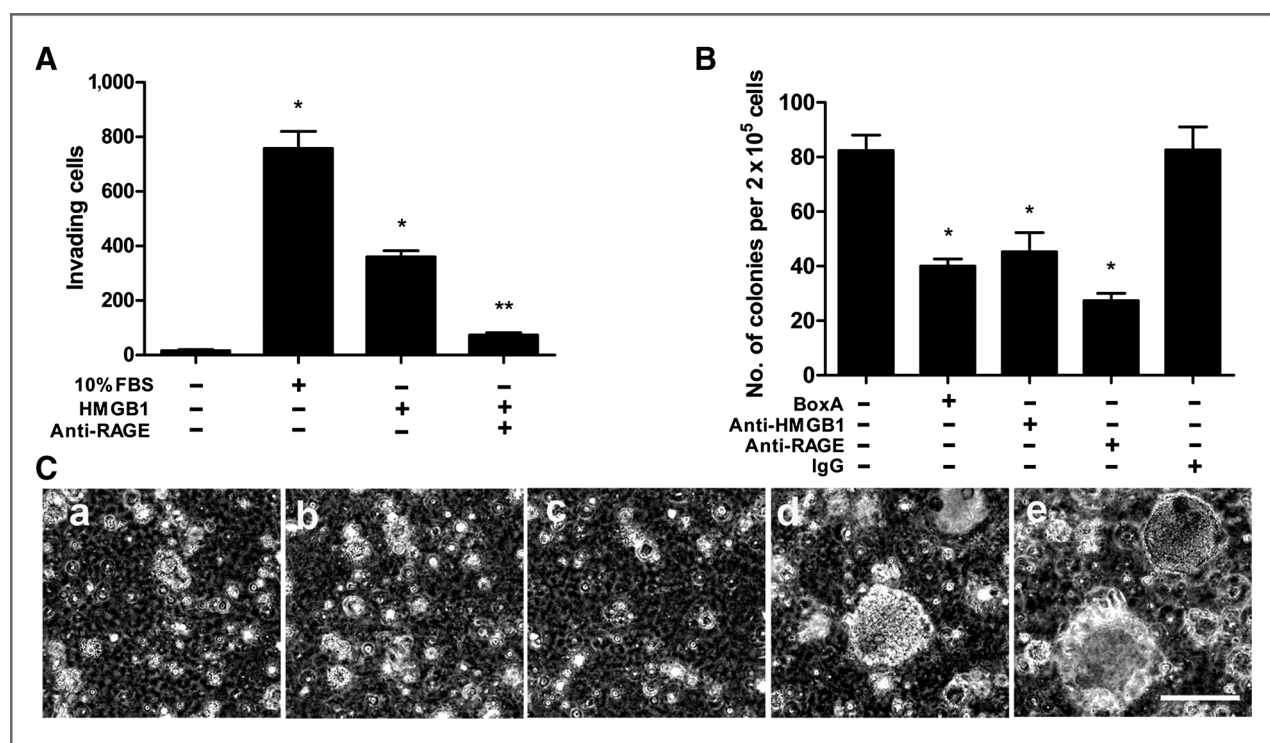 A
Invading cells
1,000
800
600
400
200
0
*
*
**
10%FBS − + − −
HMGB1 − − + +
Anti-RAGE − − − +
B
No. of colonies per 2 x 10⁵ cells
100
80
60
40
20
0
*
*
*
BoxA − + − − −
Anti-HMGB1 − − + − −
Anti-RAGE − − − + −
IgG − − − − +
C
a b c d e